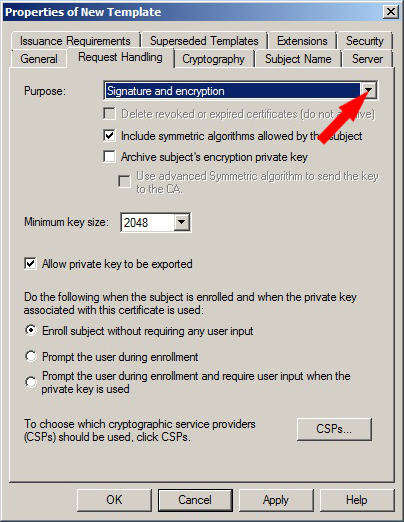 Properties of New Template
Issuance Requirements Superseded Templates Extensions Security
General Request Handling Cryptography Subject Name Server
Purpose: Signature and encryption
Delete revoked or expired certificates (do not archive)
Include symmetric algorithms allowed by the subject
Archive subject's encryption private key
Use advanced Symmetric algorithm to send the key
to the CA.
Minimum key size: 2048
Allow private key to be exported
Do the following when the subject is enrolled and when the private key
associated with this certificate is used:
Enroll subject without requiring any user input
Prompt the user during enrollment
Prompt the user during enrollment and require user input when the
private key is used
To choose which cryptographic service providers
(CSPs) should be used, click CSPs.
CSPs...
OK Cancel Apply Help